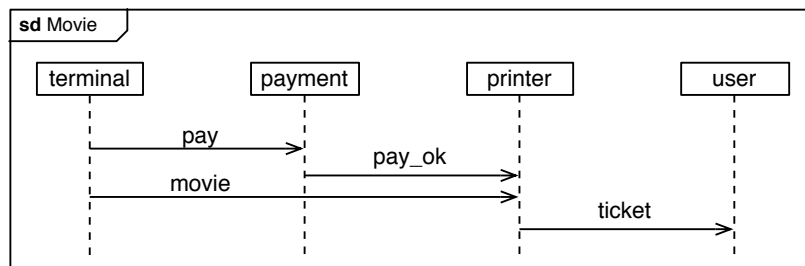 sd Movie
terminal payment printer user
pay
pay_ok
movie
ticket